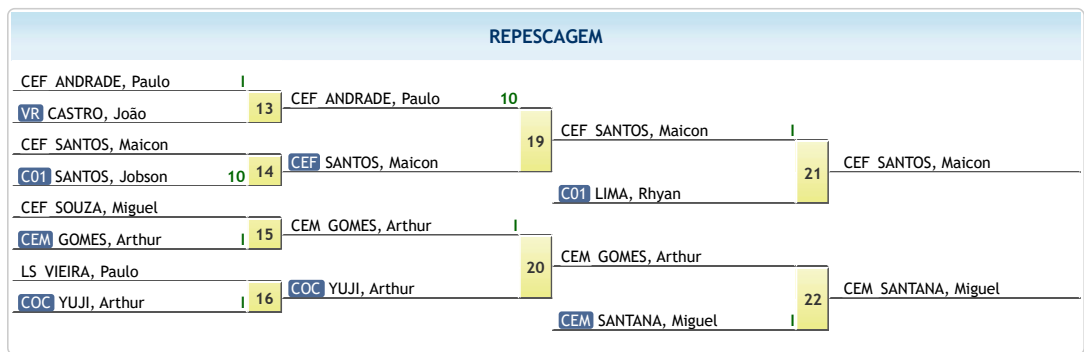 REPESCAGEM
CEF ANDRADE, Paulo I
VR CASTRO, João
13
CEF SANTOS, Maicon
C01 SANTOS, Jobson 10
14
CEF SOUZA, Miguel
CEM GOMES, Arthur I
15
LS VIEIRA, Paulo
COC YUJI, Arthur I
16
CEF ANDRADE, Paulo 10
CEF SANTOS, Maicon
19
CEM GOMES, Arthur I
COC YUJI, Arthur
20
CEF SANTOS, Maicon I
C01 LIMA, Rhyan
21
CEM GOMES, Arthur
CEM SANTANA, Miguel I
22
CEF SANTOS, Maicon
CEM SANTANA, Miguel